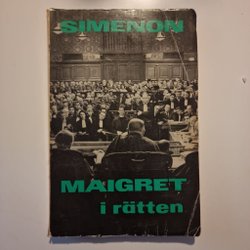 SIMENON
MAIGRET
i rätten